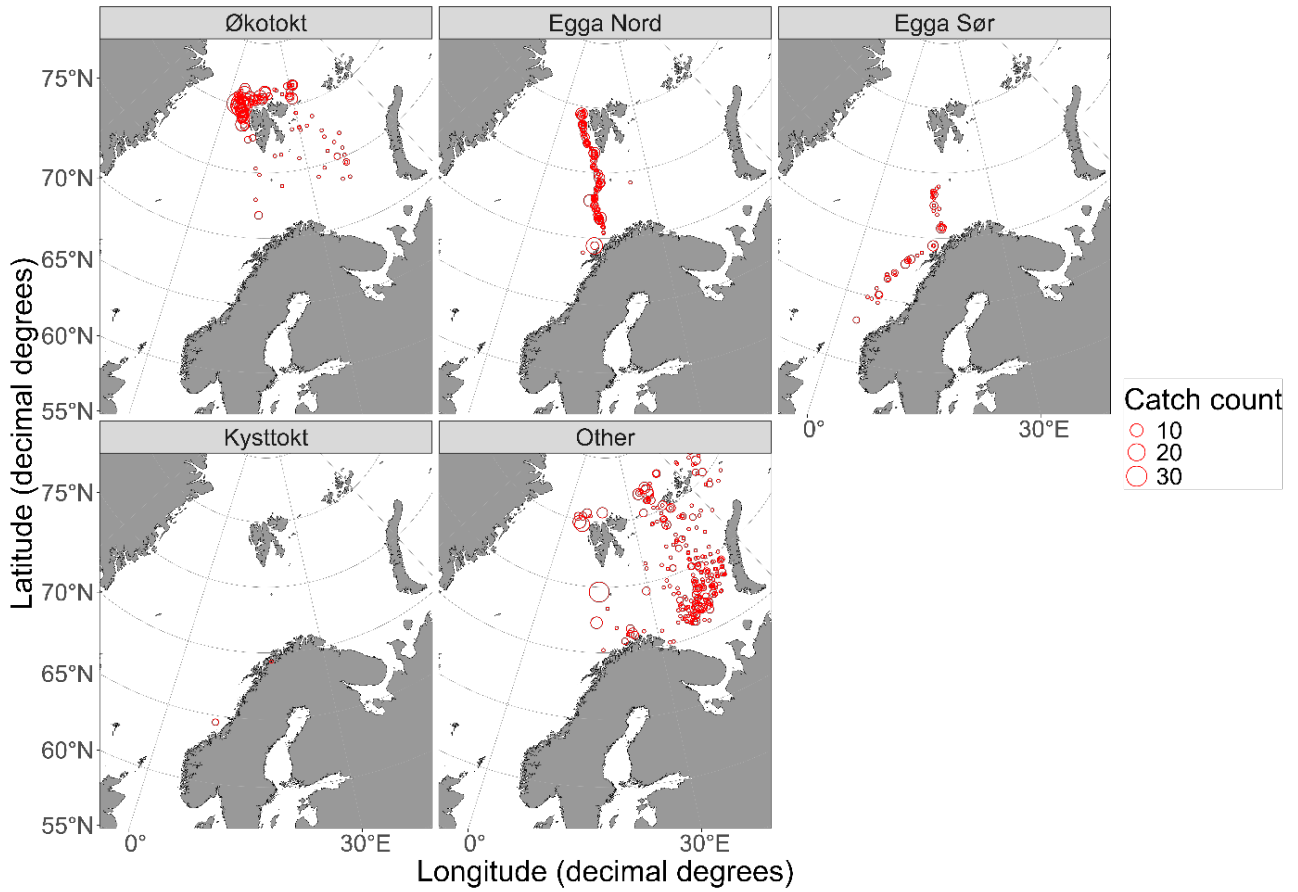 Økotokt
Egga Nord
Egga Sør
75°N
70°N
65°N
60°N
55°N
0°
30°E
Kysttokt
Other
75°N
70°N
65°N
60°N
55°N
0°
30°E
0°
30°E
Latitude (decimal degrees)
Longitude (decimal degrees)
Catch count
10
20
30